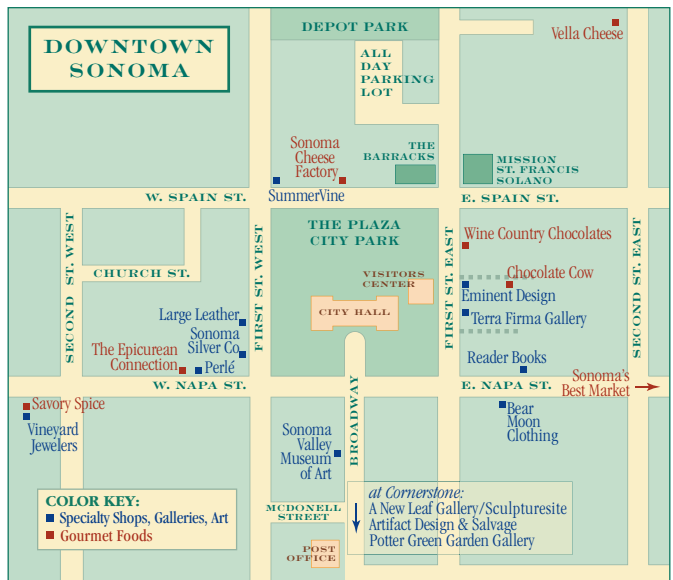 DOWNTOWN
SONOMA
DEPOT PARK
ALL
DAY
PARKING
LOT
Vella Cheese
Sonoma
Cheese
Factory
THE
BARRACKS
MISSION
ST. FRANCIS
SOLANO
SummerVine
W. SPAIN ST.
E. SPAIN ST.
THE PLAZA
CITY PARK
Wine Country Chocolates
SECOND ST. WEST
FIRST ST. WEST
FIRST ST. EAST
SECOND ST. EAST
CHURCH ST.
VISITORS
CENTER
Chocolate Cow
Eminent Design
CITY HALL
Large Leather
Sonoma
Silver Co
Terra Firma Gallery
The Epicurean
Connection
Perlé
Reader Books
W. NAPA ST.
E. NAPA ST.
Sonoma's
Best Market
Savory Spice
Vineyard
Jewelers
BROADWAY
Bear
Moon
Clothing
Sonoma
Valley
Museum
of Art
COLOR KEY:
Specialty Shops, Galleries, Art
Gourmet Foods
MCDONELL
STREET
POST
OFFICE
at Cornerstone:
A New Leaf Gallery/Sculpturesite
Artifact Design & Salvage
Potter Green Garden Gallery